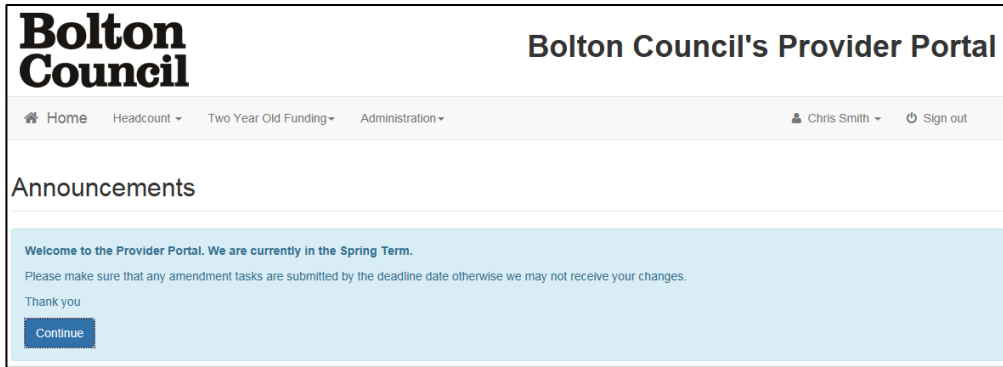 Bolton
Council
Bolton Council's Provider Portal
Home Headcount Two Year Old Funding Administration Chris Smith Sign out
Announcements
Welcome to the Provider Portal. We are currently in the Spring Term.
Please make sure that any amendment tasks are submitted by the deadline date otherwise we may not receive your changes.
Thank you
Continue